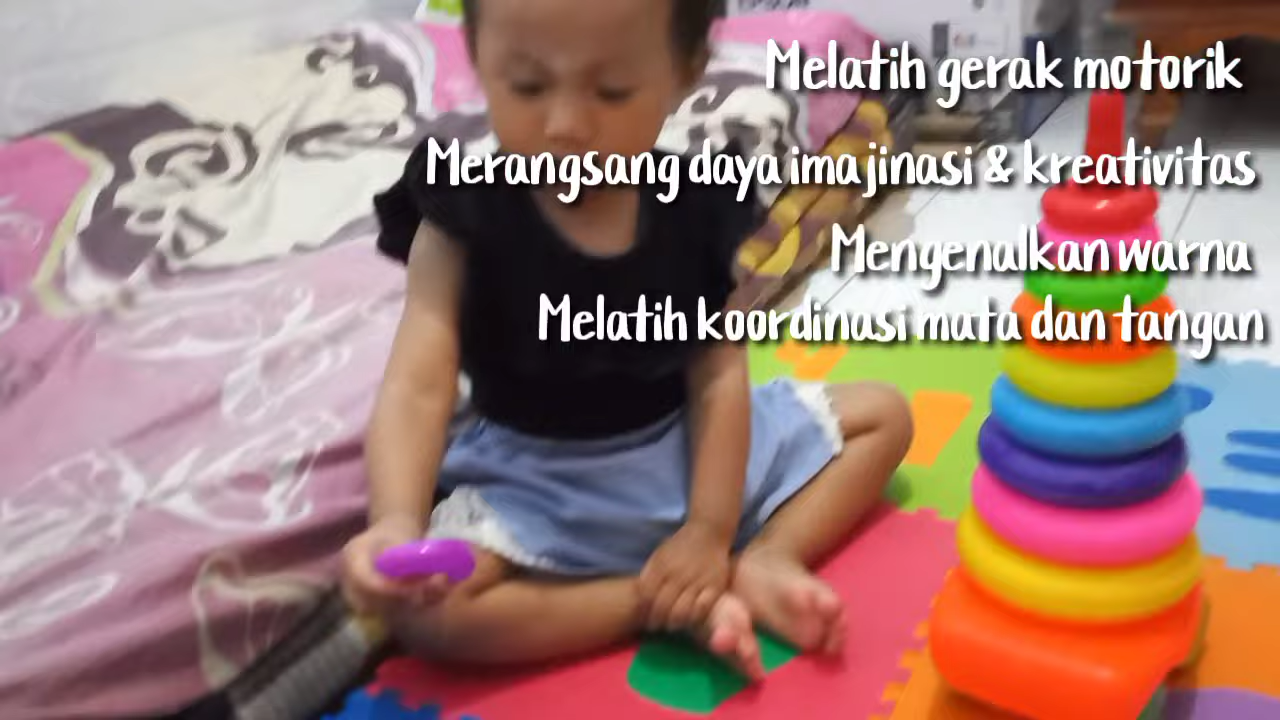 Melatih gerak motorik
Merangsang daya imajinasi & kreativitas
Mengenalkan warna
Melatih koordinasi mata dan tangan